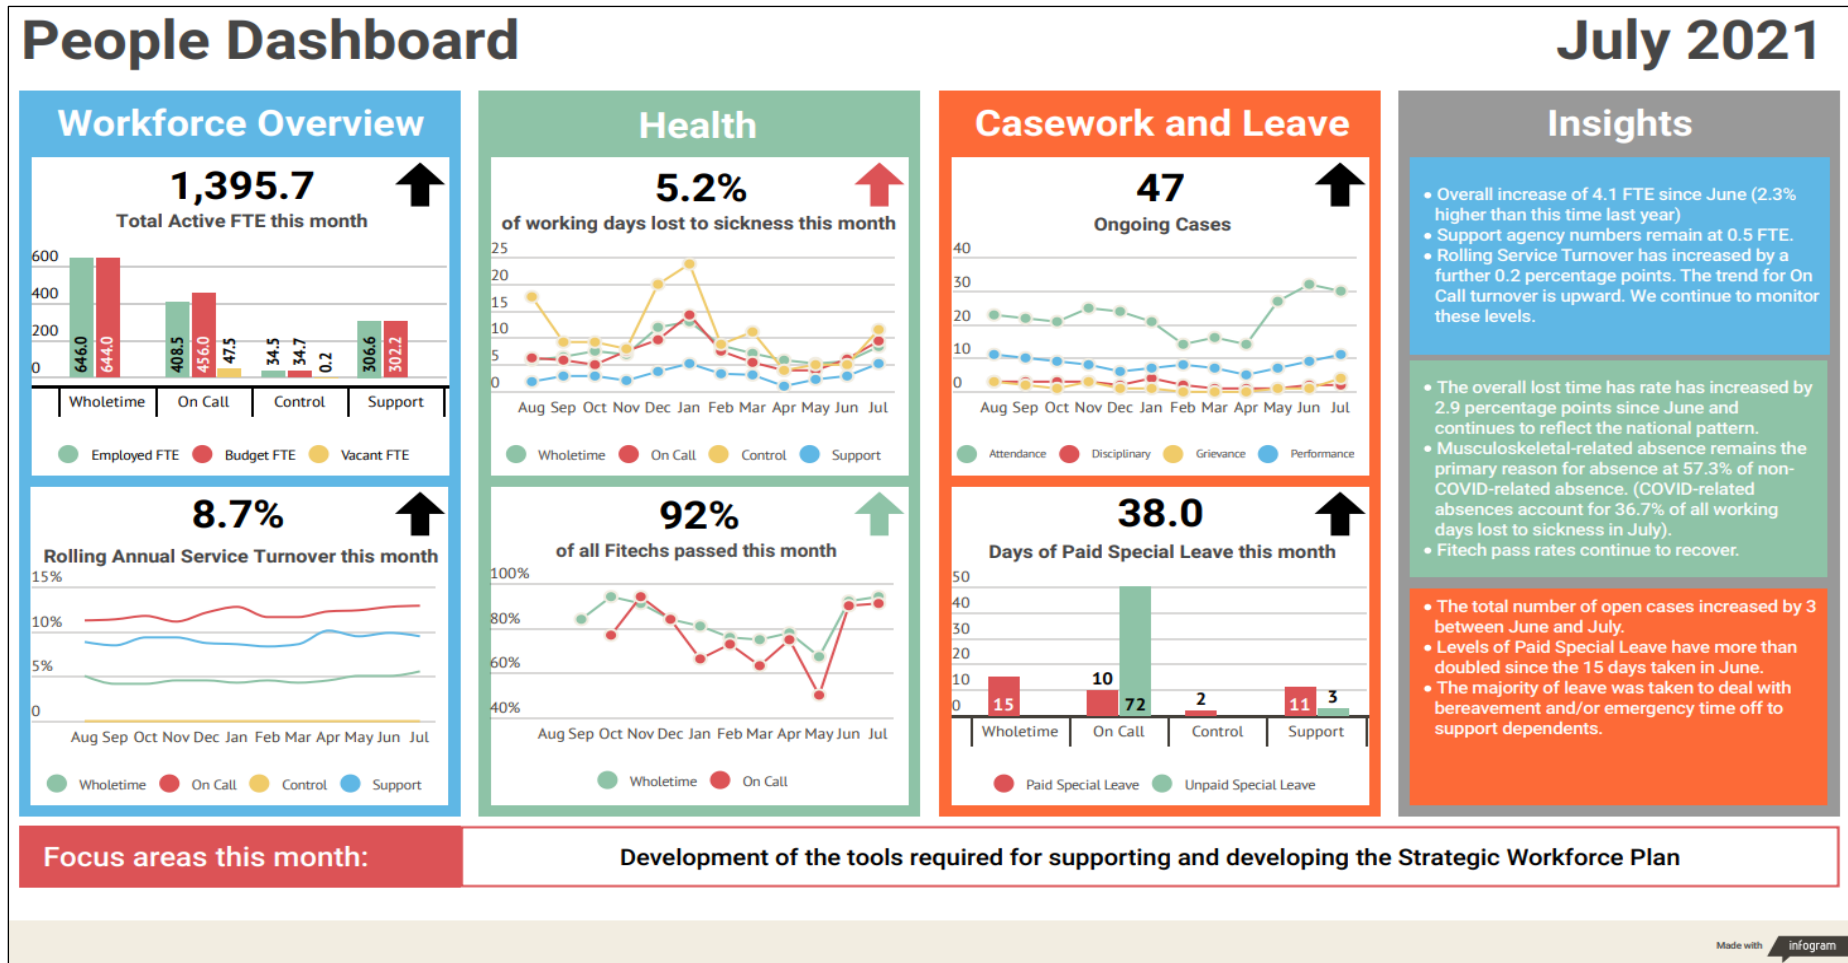 People Dashboard
July 2021
Workforce Overview
1,395.7
Total Active FTE this month
600
400
200
0
646.0
644.0
408.5
456.0
47.5
34.5
34.7
0.2
306.6
302.2
Wholetime
On Call
Control
Support
Employed FTE
Budget FTE
Vacant FTE
8.7%
Rolling Annual Service Turnover this month
15%
10%
5%
0
Aug Sep Oct Nov Dec Jan Feb Mar Apr May Jun Jul
Wholetime
On Call
Control
Support
Health
5.2%
of working days lost to sickness this month
25
20
15
10
5
0
Aug Sep Oct Nov Dec Jan Feb Mar Apr May Jun Jul
Wholetime
On Call
Control
Support
92%
of all Fitechs passed this month
100%
80%
60%
40%
Aug Sep Oct Nov Dec Jan Feb Mar Apr May Jun Jul
Wholetime
On Call
Casework and Leave
47
Ongoing Cases
40
30
20
10
0
Aug Sep Oct Nov Dec Jan Feb Mar Apr May Jun Jul
Attendance
Disciplinary
Grievance
Performance
38.0
Days of Paid Special Leave this month
50
40
30
20
10
0
15
10
72
2
11
3
Wholetime
On Call
Control
Support
Paid Special Leave
Unpaid Special Leave
Insights
• Overall increase of 4.1 FTE since June (2.3%
higher than this time last year)
• Support agency numbers remain at 0.5 FTE.
• Rolling Service Turnover has increased by a
further 0.2 percentage points. The trend for On
Call turnover is upward. We continue to monitor
these levels.
• The overall lost time has rate has increased by
2.9 percentage points since June and
continues to reflect the national pattern.
• Musculoskeletal-related absence remains the
primary reason for absence at 57.3% of non-
COVID-related absence. (COVID-related
absences account for 36.7% of all working
days lost to sickness in July).
• Fitech pass rates continue to recover.
• The total number of open cases increased by 3
between June and July.
• Levels of Paid Special Leave have more than
doubled since the 15 days taken in June.
• The majority of leave was taken to deal with
bereavement and/or emergency time off to
support dependents.
Focus areas this month:
Development of the tools required for supporting and developing the Strategic Workforce Plan
Made with
infogram